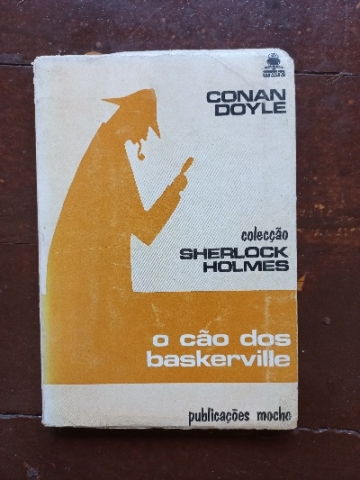 CONAN
DOYLE
colecção
SHERLOCK
HOLMES
o cão dos
baskerville
publicações mocho